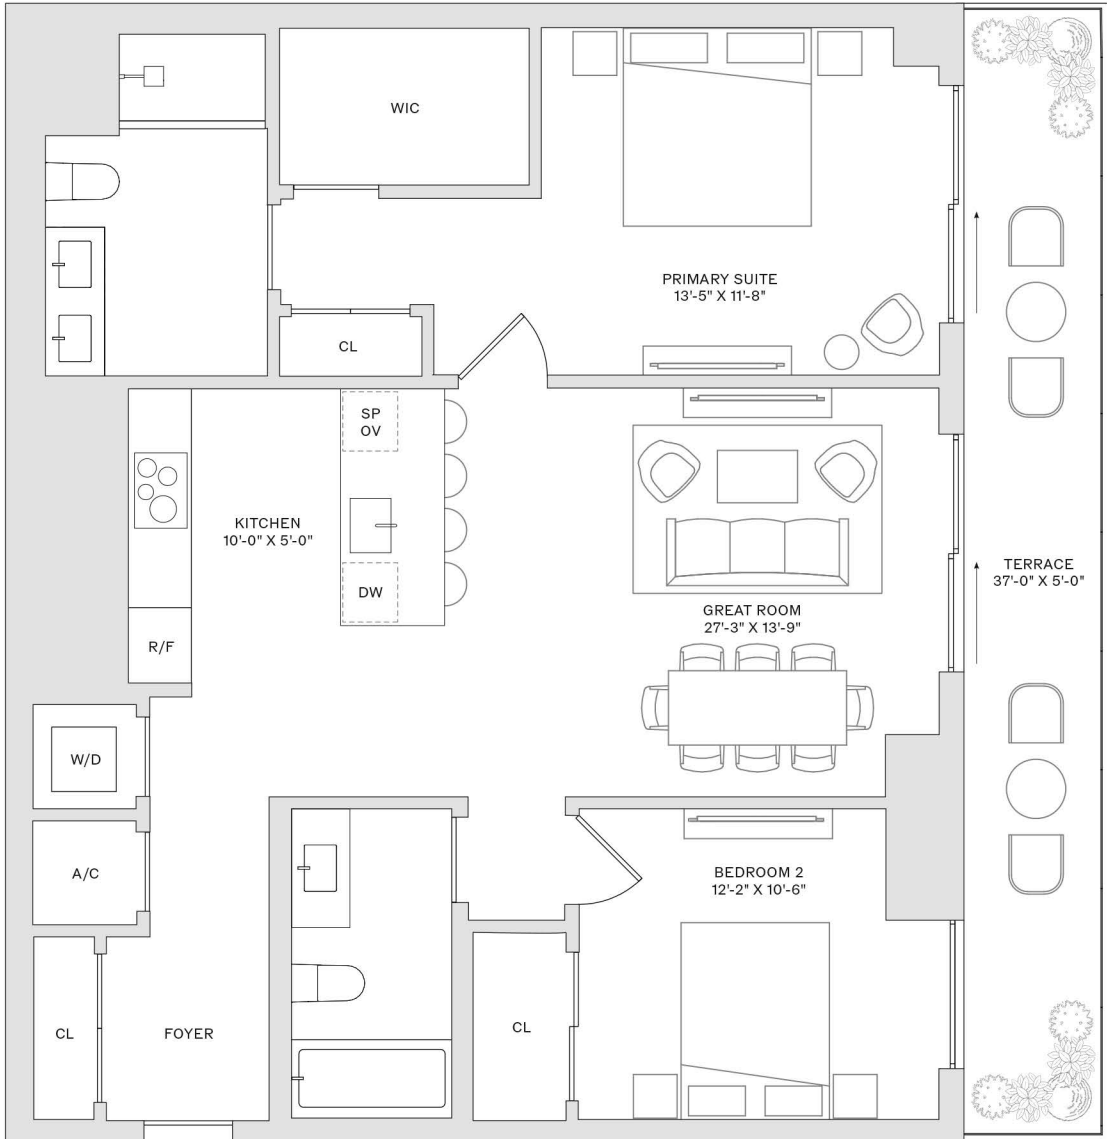 WIC
PRIMARY SUITE
13'-5" X 11'-8"
CL
SP
OV
KITCHEN
10'-0" X 5'-0"
DW
R/F
GREAT ROOM
27'-3" X 13'-9"
TERRACE
37'-0" X 5'-0"
W/D
A/C
BEDROOM 2
12'-2" X 10'-6"
CL
FOYER
CL